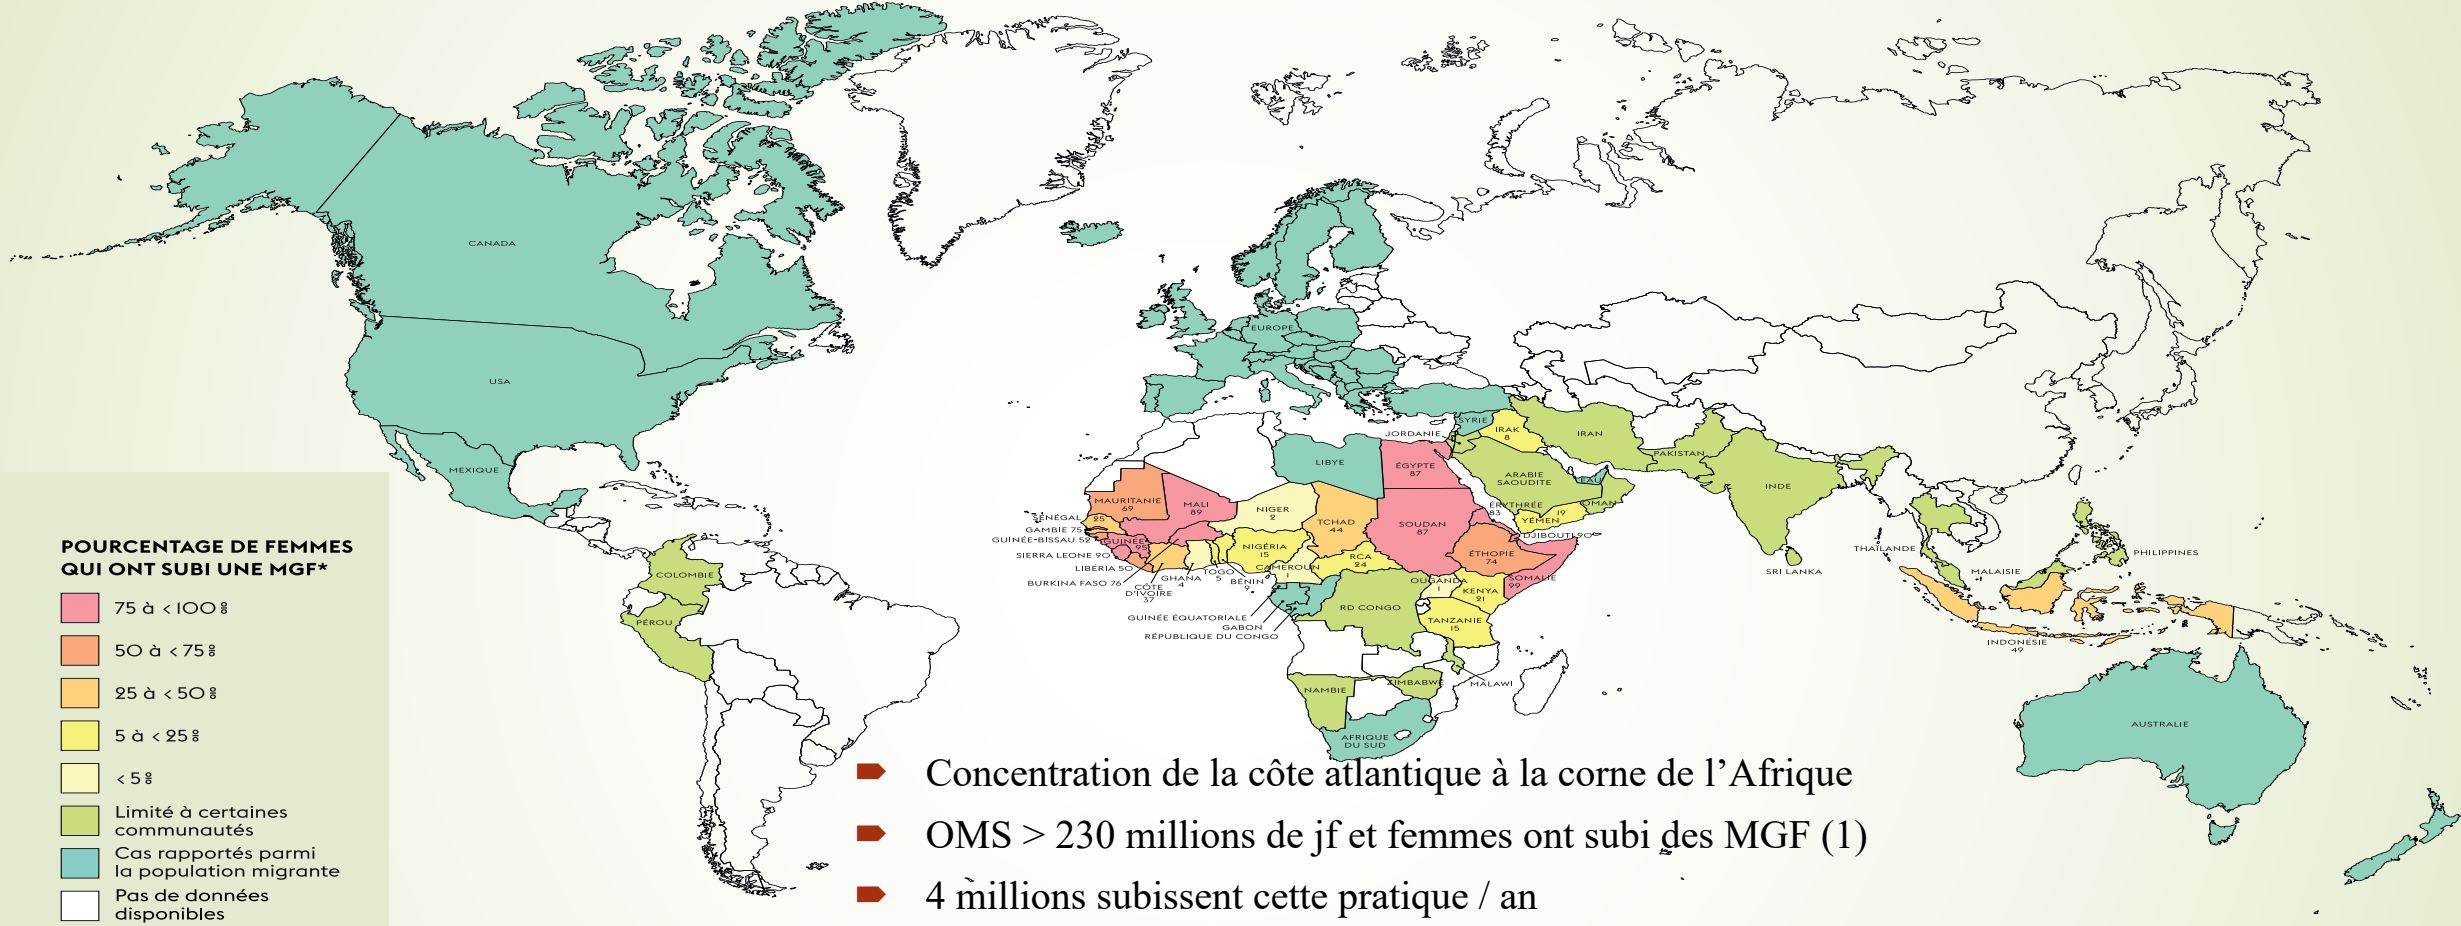 CANADA
USA
MEXIQUE
COLOMBIE
PÉROU
EUROPE
SYRIE
JORDANIE
IRAK
8
IRAN
PAKISTAN
INDE
ARABIE
SAOUDITE
EAU
OMAN
19
YÉMEN
LIBYE
ÉGYPTE
87
MAURITANIE
69
MALI
89
NIGER
2
TCHAD
44
SOUDAN
87
ÉRYTHRÉE
83
DJIBOUTI 90
SÉNÉGAL
25
GAMBIE 75
GUINÉE-BISSAU 52
GUINÉE
95
SIERRA LEONE 90
LIBÉRIA 50
BURKINA FASO 76
CÔTE
D'IVOIRE
37
GHANA
4
TOGO
5
BÉNIN
9
NIGÉRIA
15
CAMEROUN
1
RCA
24
ÉTHOPIE
74
SOMALIE
99
OUGANDA
1
KENYA
21
RD CONGO
TANZANIE
15
GUINÉE ÉQUATORIALE
GABON
RÉPUBLIQUE DU CONGO
MALAWI
ZIMBABWE
NAMBIE
AFRIQUE
DU SUD
THAÏLANDE
SRI LANKA
MALAISIE
PHILIPPINES
INDONÉSIE
49
AUSTRALIE
POURCENTAGE DE FEMMES
QUI ONT SUBI UNE MGF*
75 à <100%
50 à <75%
25 à <50%
5 à <25%
<5%
Limité à certaines
communautés
Cas rapportés parmi
la population migrante
Pas de données
disponibles
Concentration de la côte atlantique à la corne de l'Afrique
OMS > 230 millions de jf et femmes ont subi des MGF (1)
4 millions subissent cette pratique / an